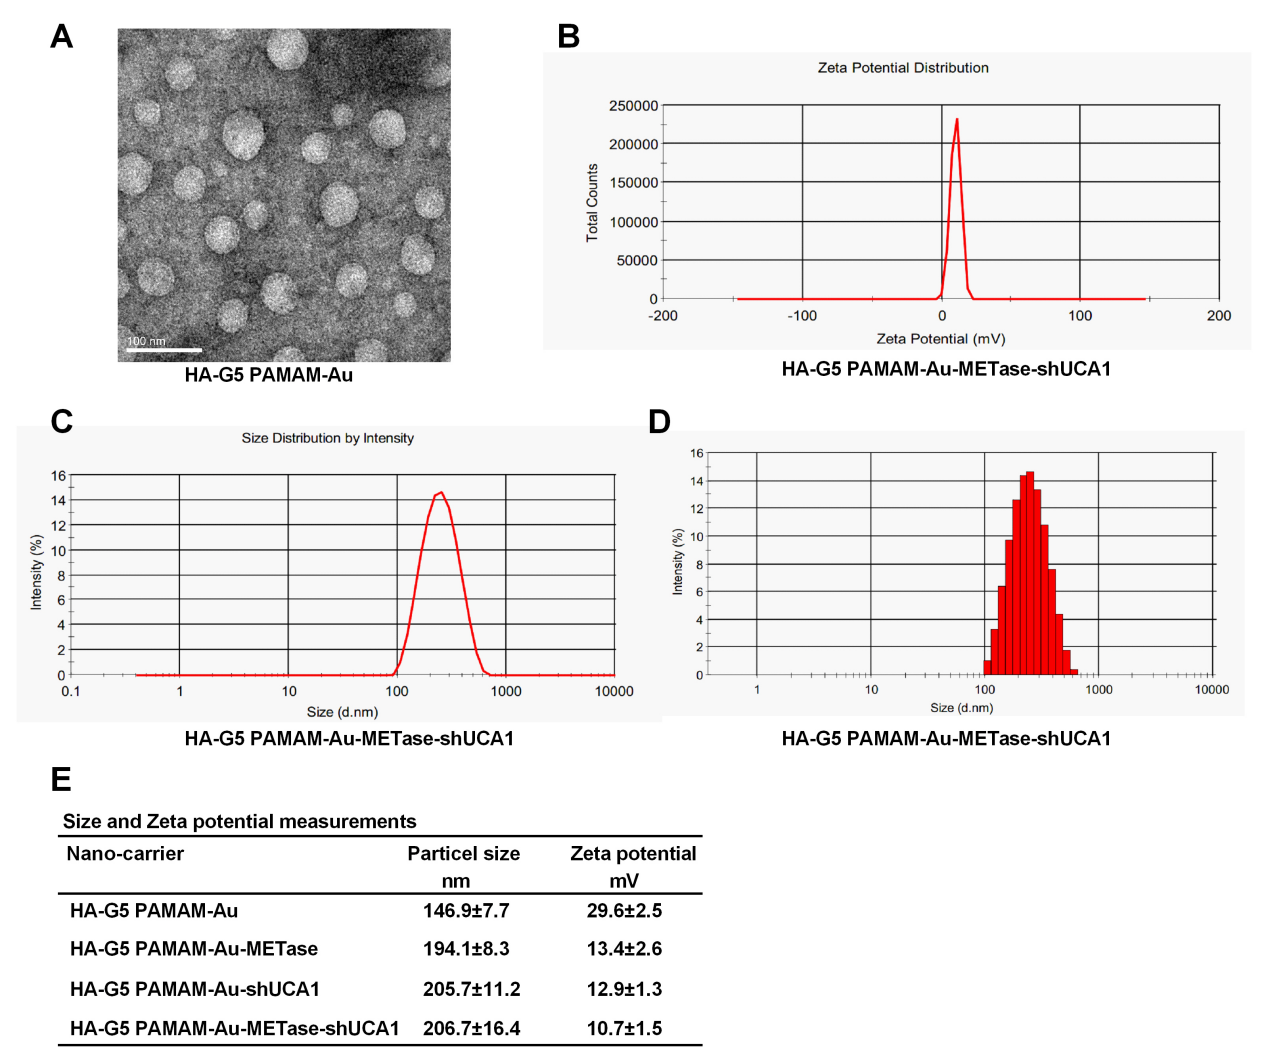 A
100 nm
HA-G5 PAMAM-Au
B
Zeta Potential Distribution
Total Counts
250000
200000
150000
100000
50000
0
-200 -100 0 100 200
Zeta Potential (mV)
HA-G5 PAMAM-Au-METase-shUCA1
C
Size Distribution by Intensity
Intensity (%)
16
14
12
10
8
6
4
2
0
0.1 1 10 100 1000 10000
Size (d.nm)
HA-G5 PAMAM-Au-METase-shUCA1
D
Intensity (%)
16
14
12
10
8
6
4
2
0
1 10 100 1000 10000
Size (d.nm)
HA-G5 PAMAM-Au-METase-shUCA1
E
Size and Zeta potential measurements
Nano-carrier Particel size Zeta potential
nm mV
HA-G5 PAMAM-Au 146.9±7.7 29.6±2.5
HA-G5 PAMAM-Au-METase 194.1±8.3 13.4±2.6
HA-G5 PAMAM-Au-shUCA1 205.7±11.2 12.9±1.3
HA-G5 PAMAM-Au-METase-shUCA1 206.7±16.4 10.7±1.5